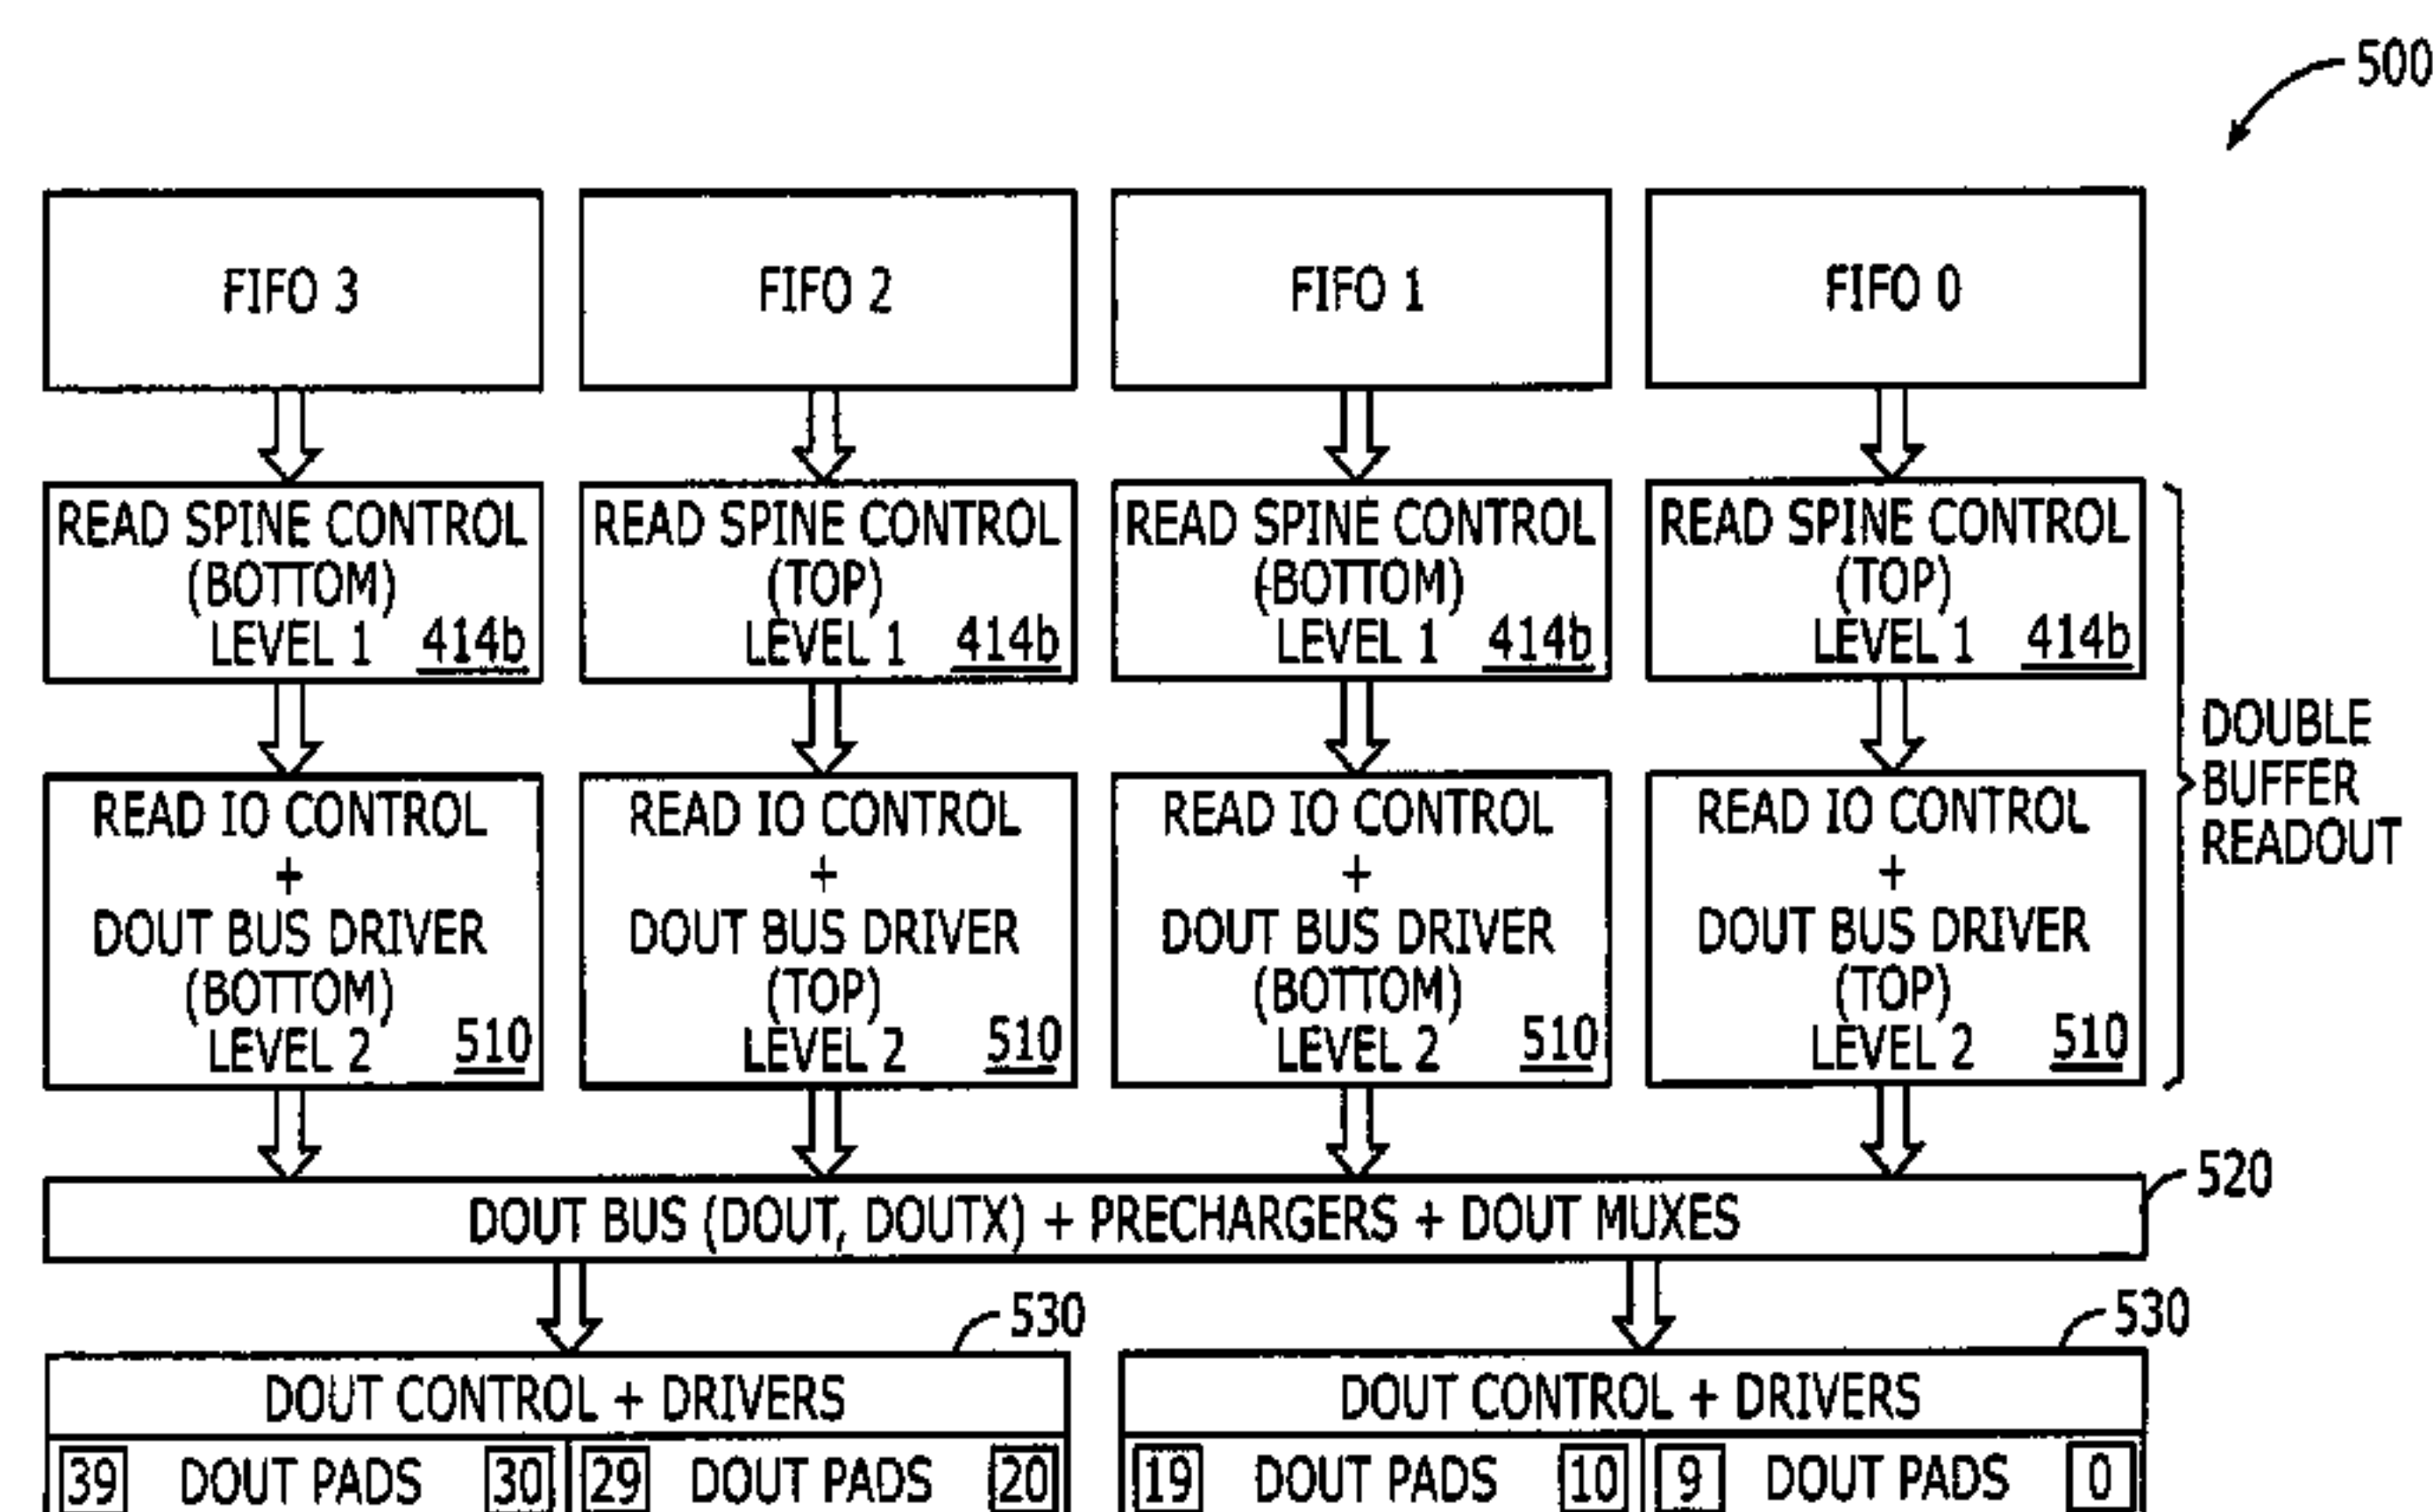 500
FIFO 3
FIFO 2
FIFO 1
FIFO 0
READ SPINE CONTROL
(BOTTOM)
LEVEL 1 414b
READ SPINE CONTROL
(TOP)
LEVEL 1 414b
READ SPINE CONTROL
(BOTTOM)
LEVEL 1 414b
READ SPINE CONTROL
(TOP)
LEVEL 1 414b
READ IO CONTROL
+
DOUT BUS DRIVER
(BOTTOM)
LEVEL 2 510
READ IO CONTROL
+
DOUT BUS DRIVER
(TOP)
LEVEL 2 510
READ IO CONTROL
+
DOUT BUS DRIVER
(BOTTOM)
LEVEL 2 510
READ IO CONTROL
+
DOUT BUS DRIVER
(TOP)
LEVEL 2 510
DOUBLE
BUFFER
READOUT
DOUT BUS (DOUT, DOUTX) + PRECHARGERS + DOUT MUXES
520
530
DOUT CONTROL + DRIVERS
39 DOUT PADS 30 29 DOUT PADS 20
530
DOUT CONTROL + DRIVERS
19 DOUT PADS 10 9 DOUT PADS 0